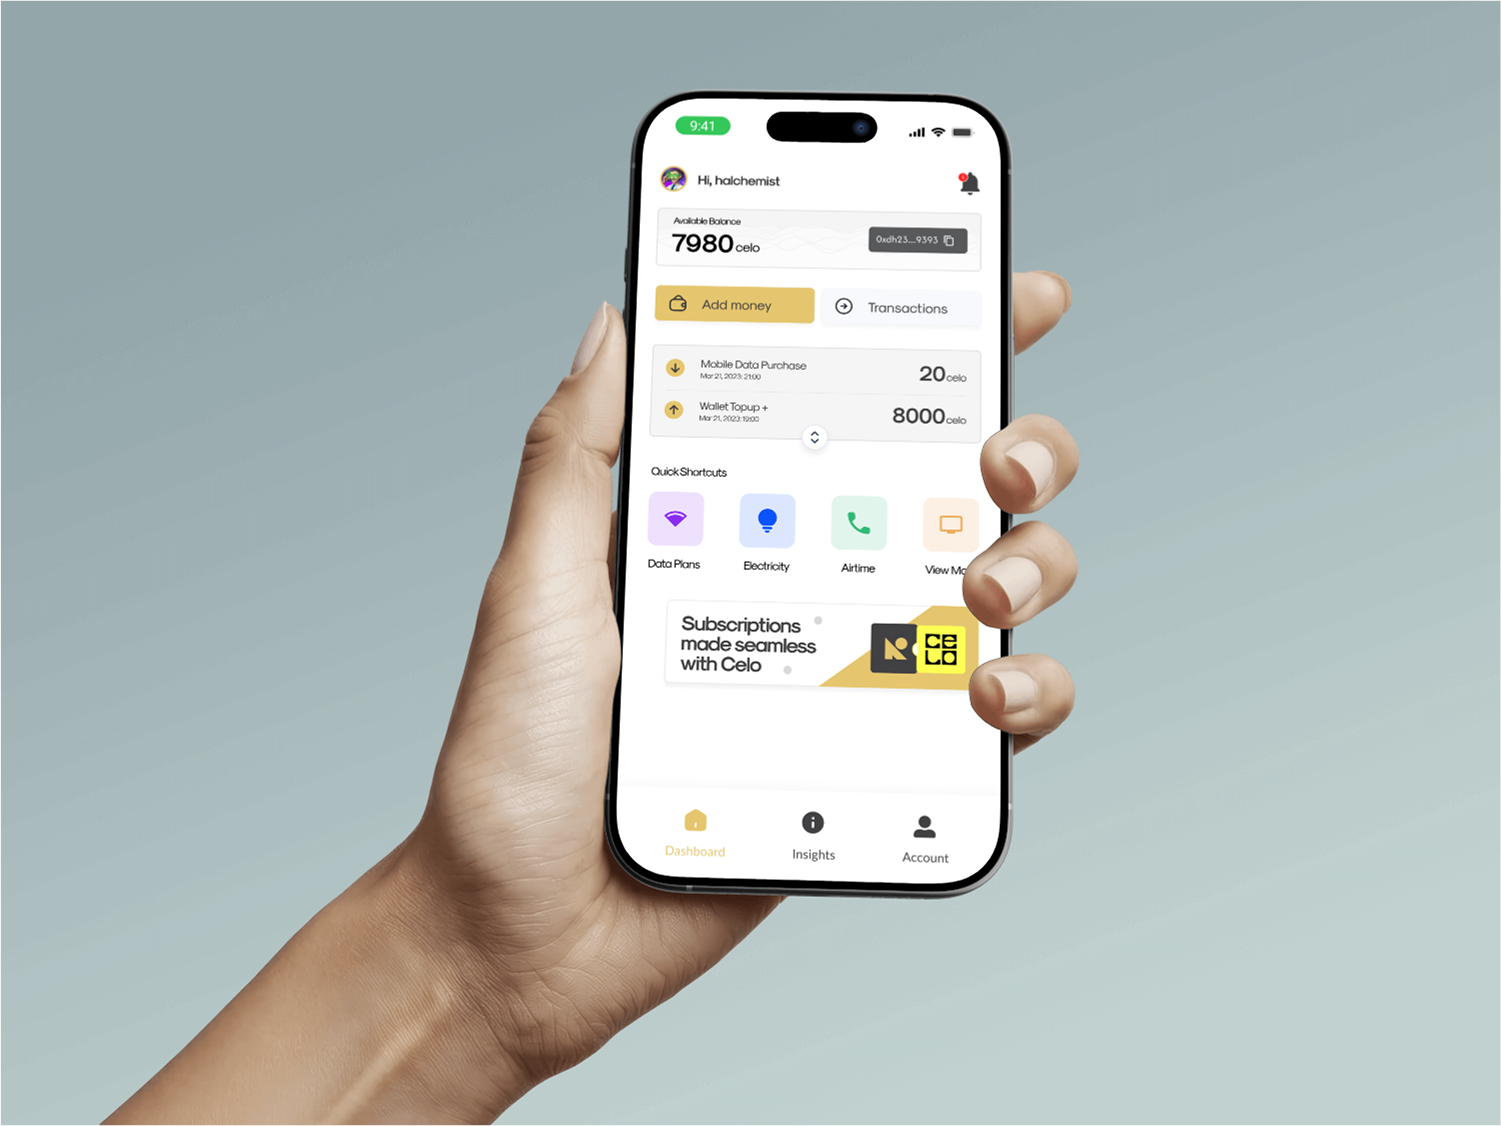 9:41
Hi, halchemist
Available Balance
7980 celo
0xdh23...9393
Add money
Transactions
Mobile Data Purchase
Mar 21, 2023: 21:00
20 celo
Wallet Topup +
Mar 21, 2023: 19:00
8000 celo
Quick Shortcuts
Data Plans
Electricity
Airtime
View Mo
Subscriptions
made seamless
with Celo
CELO
Dashboard
Insights
Account